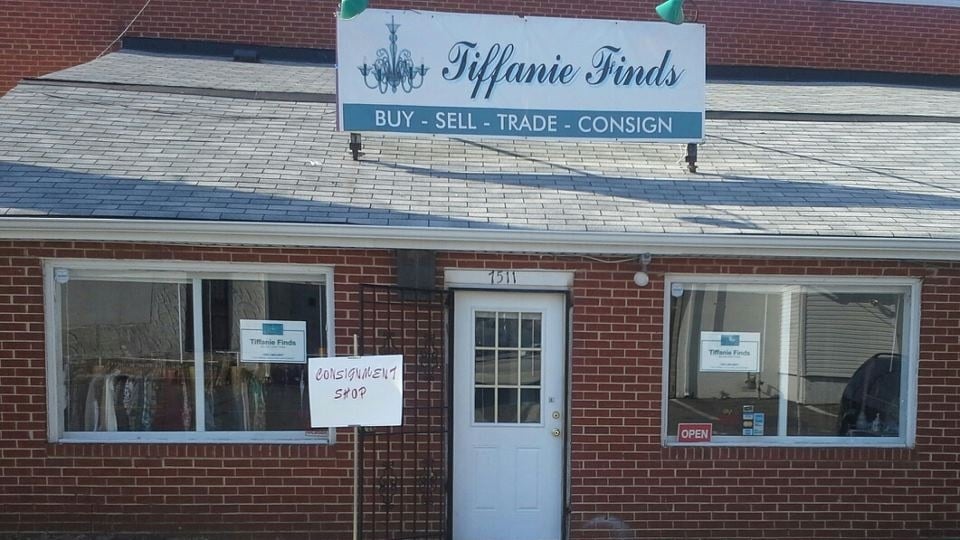 Tiffanie Finds
BUY - SELL - TRADE - CONSIGN
7511
Tiffanie Finds
CONSIGNMENT
SHOP
Tiffanie Finds
OPEN